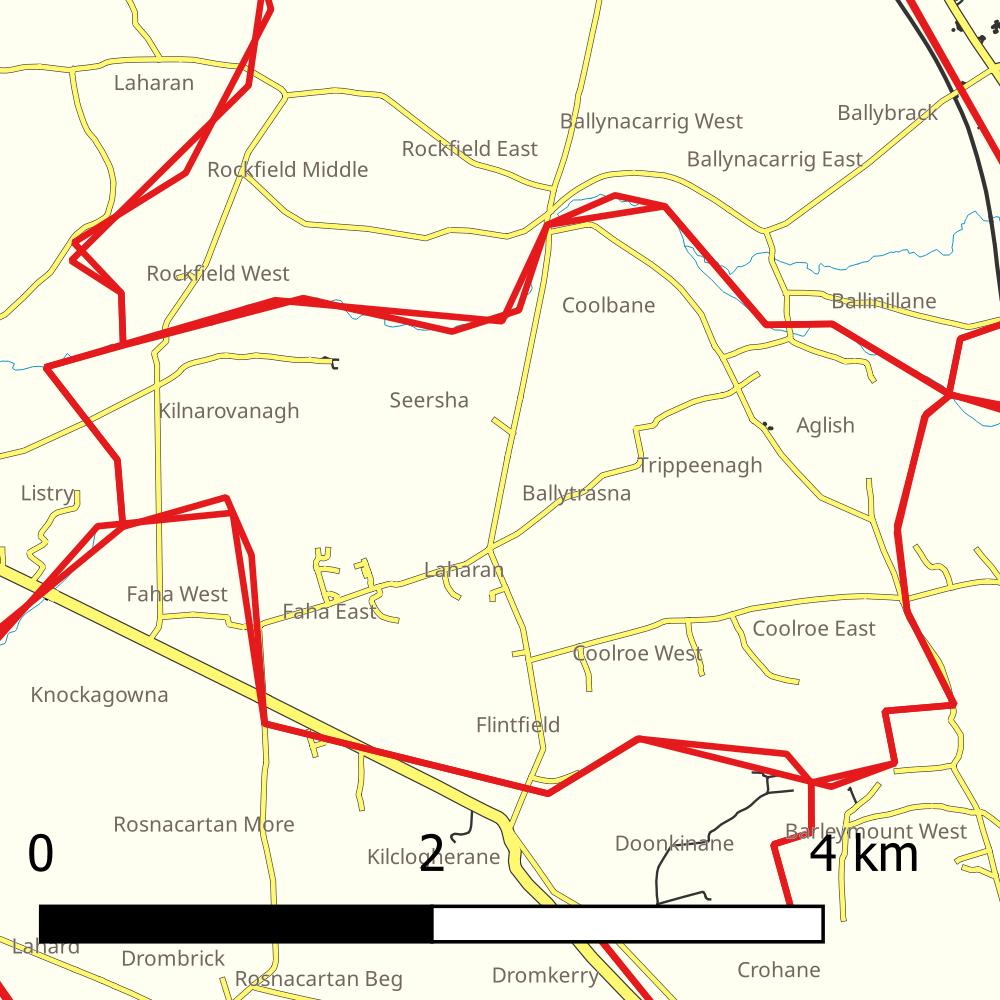 Laharan
Ballybrack
Ballynacarrig West
Rockfield East
Ballynacarrig East
Rockfield Middle
Rockfield West
Ballinillane
Coolbane
Seersha
Kilnarovanagh
Aglish
Trippeenagh
Listry
Ballytrasna
Laharan
Faha West
Faha East
Coolroe East
Coolroe West
Knockagowna
Flintfield
Rosnacartan More
Barleymount West
Doonkinane
Kilclogherane
0 2 4 km
Lahard
Drombrick
Crohane
Dromkerry
Rosnacartan Beg